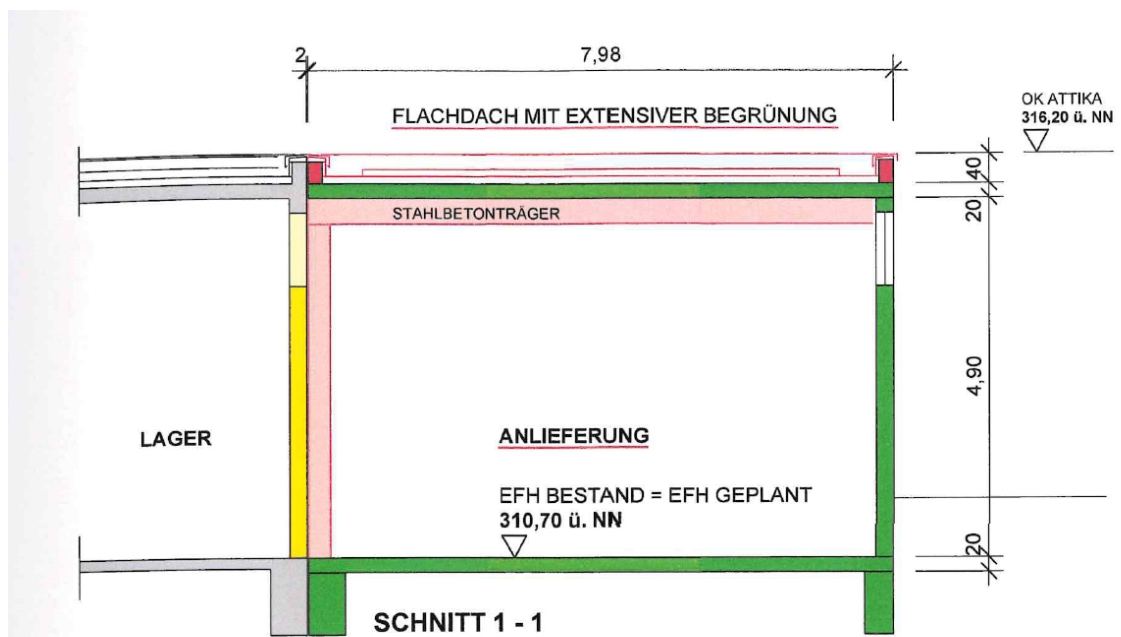 2
7,98
FLACHDACH MIT EXTENSIVER BEGRÜNUNG
OK ATTIKA
316,20 ü. NN
40
20
STAHLBETONTRÄGER
4,90
LAGER
ANLIEFERUNG
EFH BESTAND = EFH GEPLANT
310,70 ü. NN
20
SCHNITT 1 - 1